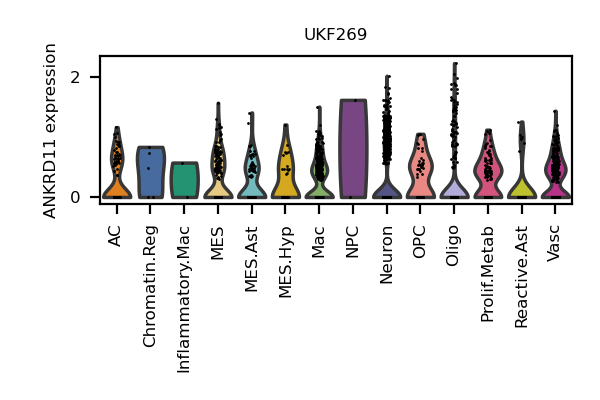 UKF269
ANKRD11 expression
2
0
AC
Chromatin.Reg
Inflammatory.Mac
MES
MES.Ast
MES.Hyp
Mac
NPC
Neuron
OPC
Oligo
Prolif.Metab
Reactive.Ast
Vasc